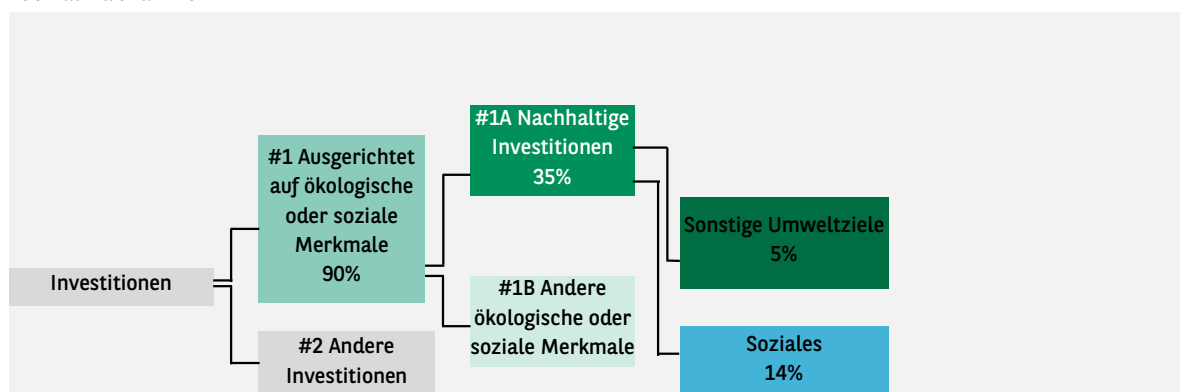 #1A Nachhaltige
Investitionen
35%
#1 Ausgerichtet
auf ökologische
oder soziale
Merkmale
90%
Sonstige Umweltziele
5%
Investitionen
#1B Andere
ökologische oder
soziale Merkmale
#2 Andere
Investitionen
Soziales
14%